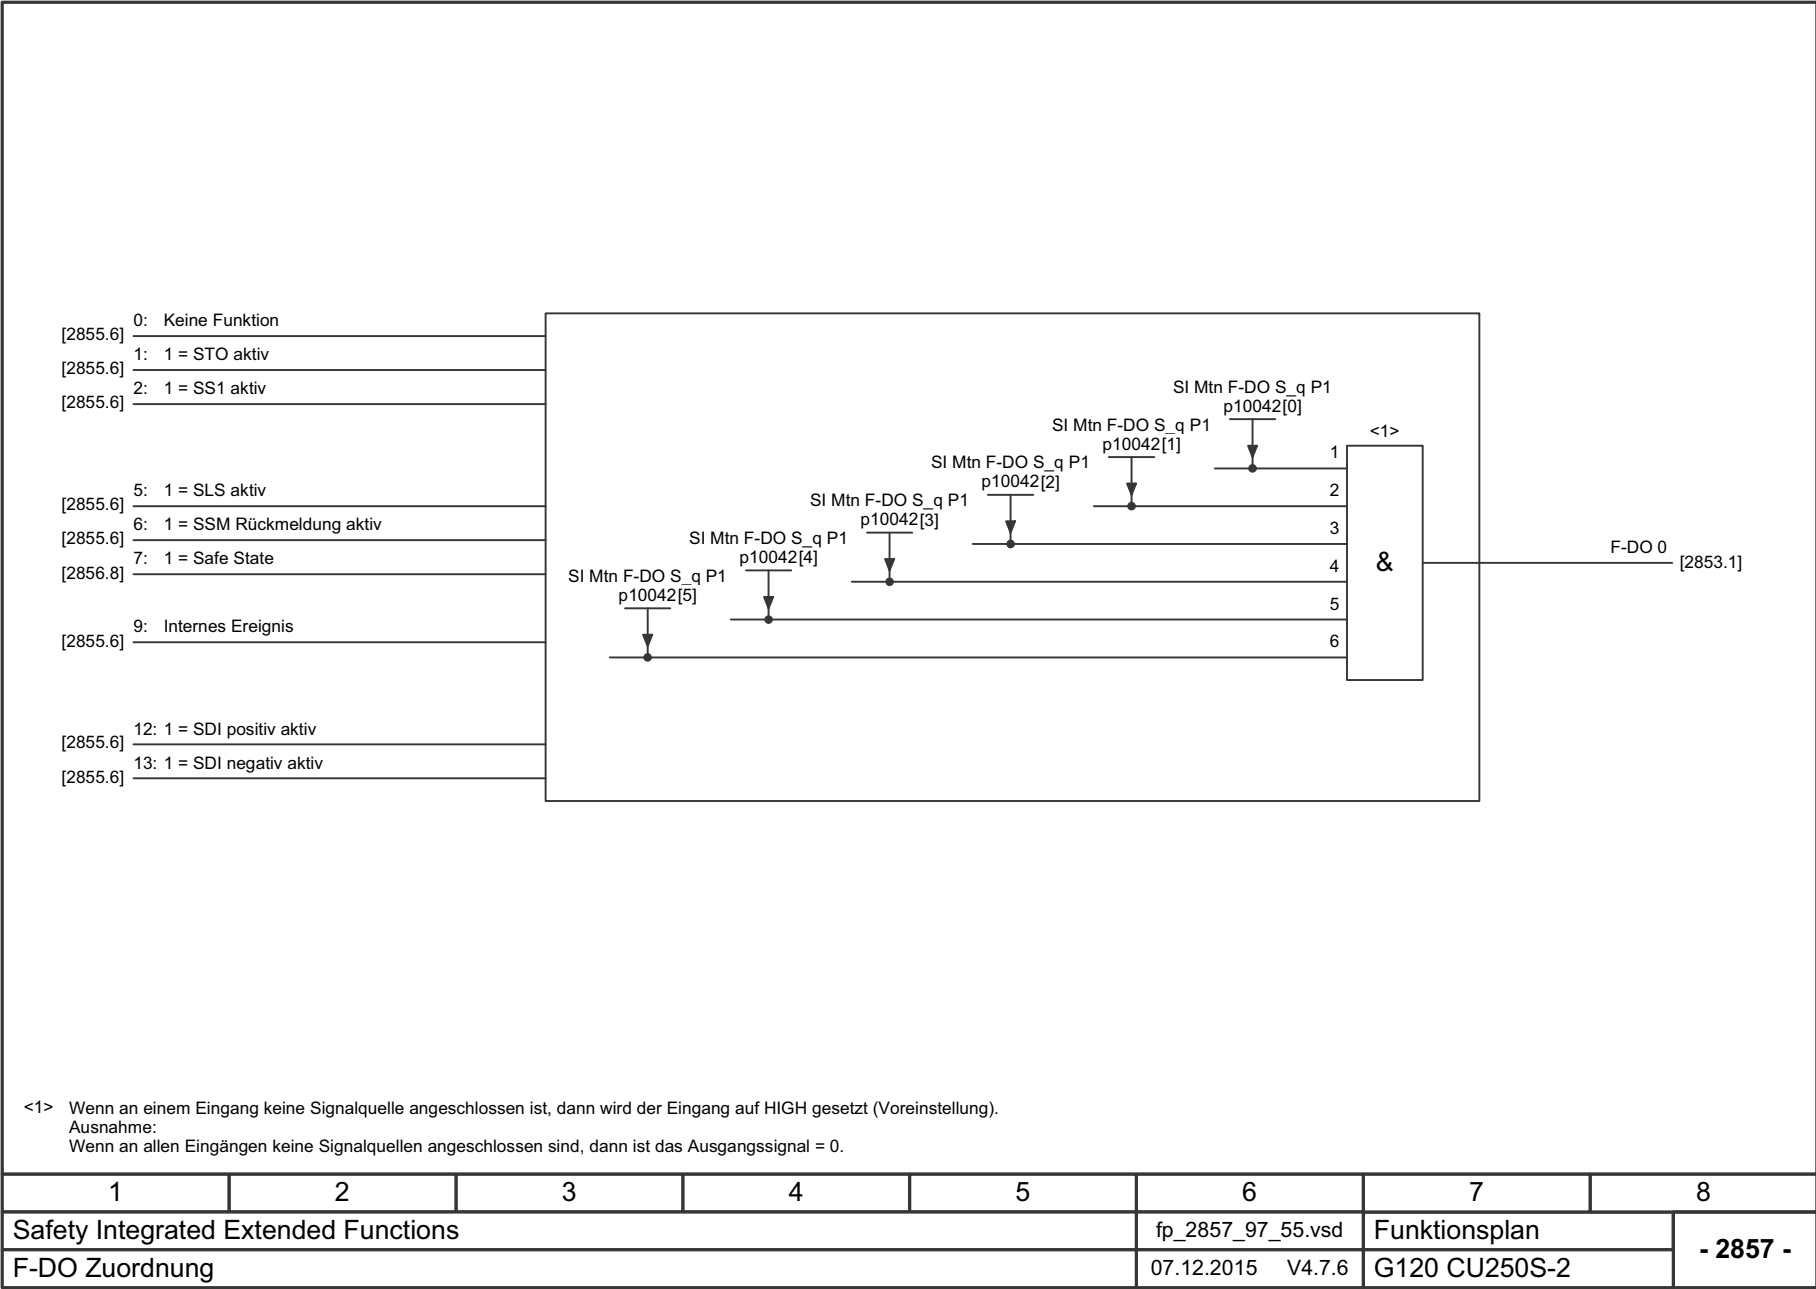 0: Keine Funktion
[2855.6]
1: 1 = STO aktiv
[2855.6]
2: 1 = SS1 aktiv
[2855.6]
5: 1 = SLS aktiv
[2855.6]
6: 1 = SSM Rückmeldung aktiv
[2855.6]
7: 1 = Safe State
[2856.8]
9: Internes Ereignis
[2855.6]
12: 1 = SDI positiv aktiv
[2855.6]
13: 1 = SDI negativ aktiv
[2855.6]
SI Mtn F-DO S_q P1
p10042[0]
SI Mtn F-DO S_q P1
p10042[1]
SI Mtn F-DO S_q P1
p10042[2]
SI Mtn F-DO S_q P1
p10042[3]
SI Mtn F-DO S_q P1
p10042[4]
SI Mtn F-DO S_q P1
p10042[5]
<1>
1
2
3
4
5
6
&
F-DO 0
[2853.1]
<1> Wenn an einem Eingang keine Signalquelle angeschlossen ist, dann wird der Eingang auf HIGH gesetzt (Voreinstellung).
Ausnahme:
Wenn an allen Eingängen keine Signalquellen angeschlossen sind, dann ist das Ausgangssignal = 0.
1 2 3 4 5 6 7 8
Safety Integrated Extended Functions
fp_2857_97_55.vsd
Funktionsplan
- 2857 -
F-DO Zuordnung
07.12.2015 V4.7.6
G120 CU250S-2